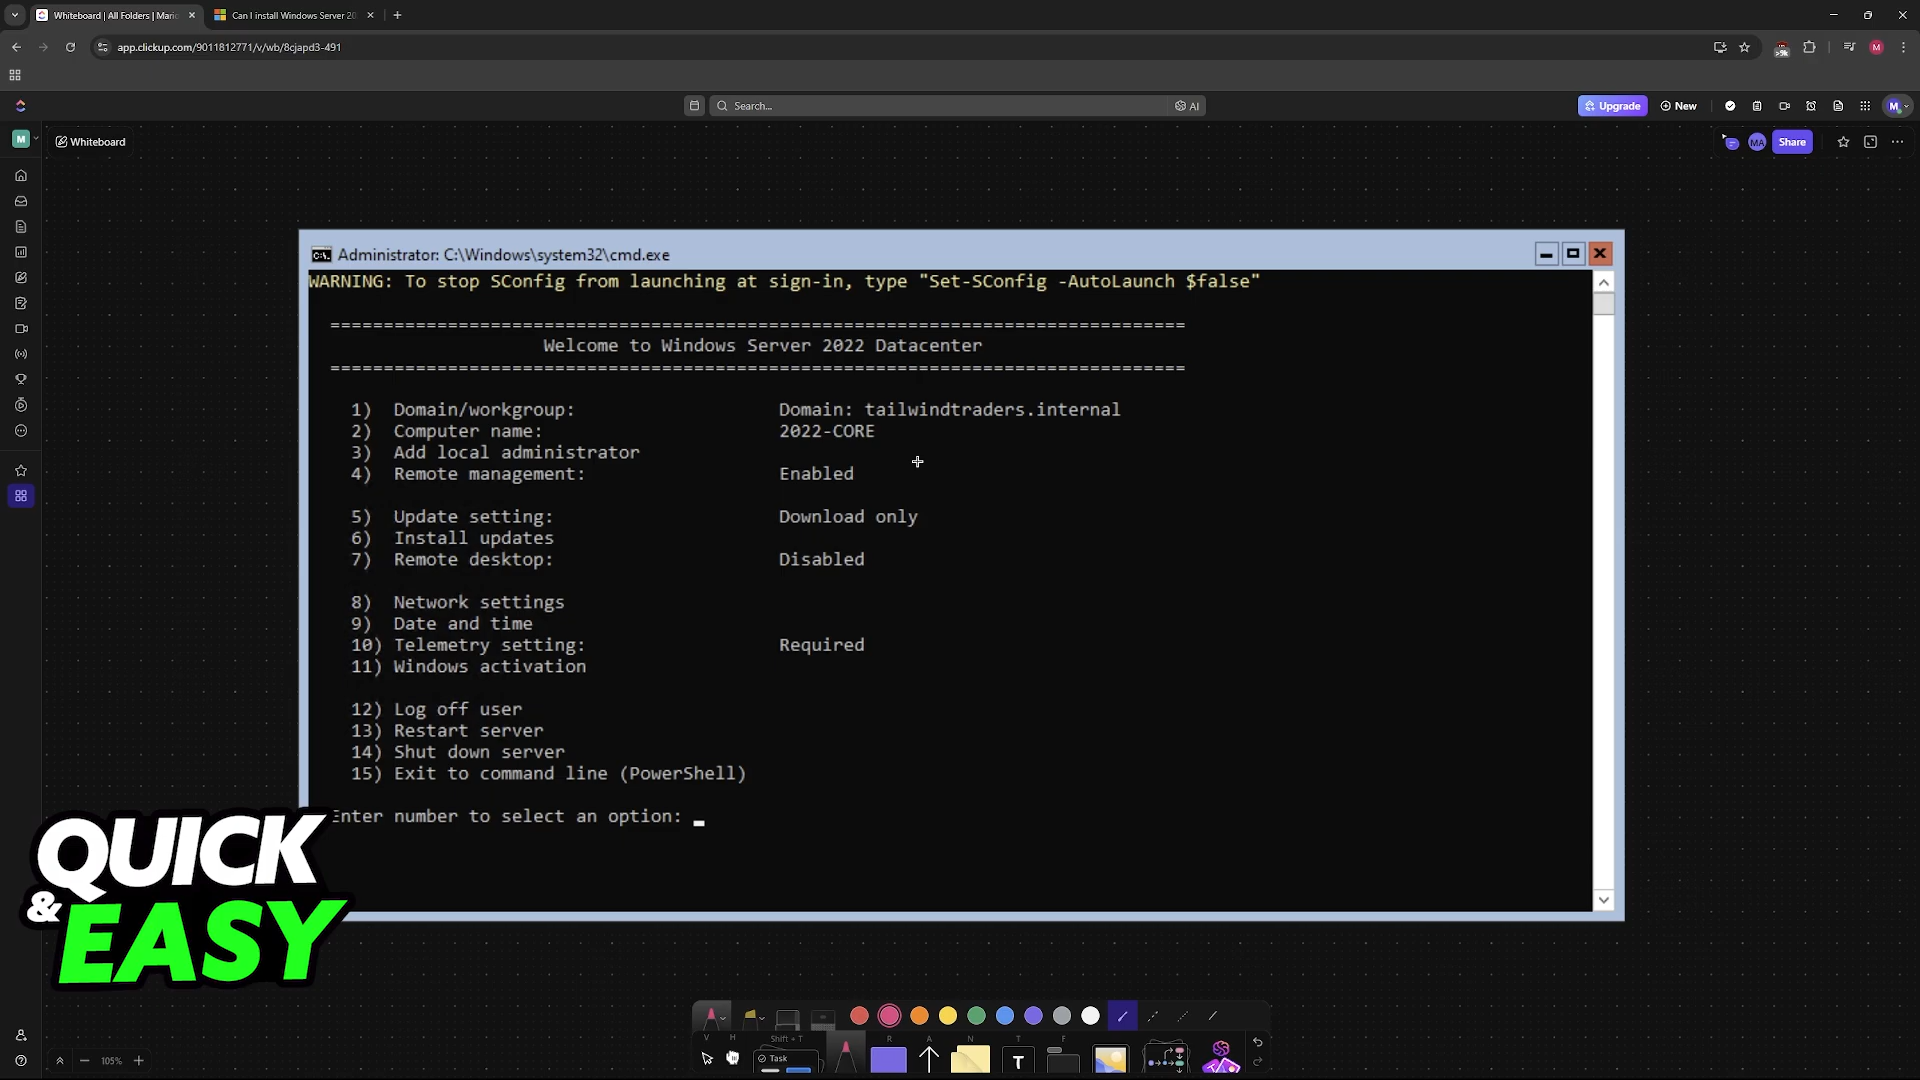 Whiteboard | All Folders | Mario
Can I install Windows Server 20
app.clickup.com/9011812771/v/wb/8cjapd3-491
M
Search...
AI
Upgrade
New
M
M
Whiteboard
MA
Share
Administrator: C:\Windows\system32\cmd.exe
WARNING: To stop SConfig from launching at sign-in, type "Set-SConfig -AutoLaunch $false"
================================================================================
Welcome to Windows Server 2022 Datacenter
================================================================================
1) Domain/workgroup: Domain: tailwindtraders.internal
2) Computer name: 2022-CORE
3) Add local administrator
4) Remote management: Enabled
5) Update setting: Download only
6) Install updates
7) Remote desktop: Disabled
8) Network settings
9) Date and time
10) Telemetry setting: Required
11) Windows activation
12) Log off user
13) Restart server
14) Shut down server
15) Exit to command line (PowerShell)
Enter number to select an option: _
QUICK
& EASY
V H Shift + T R A N T F
Task
T
105%